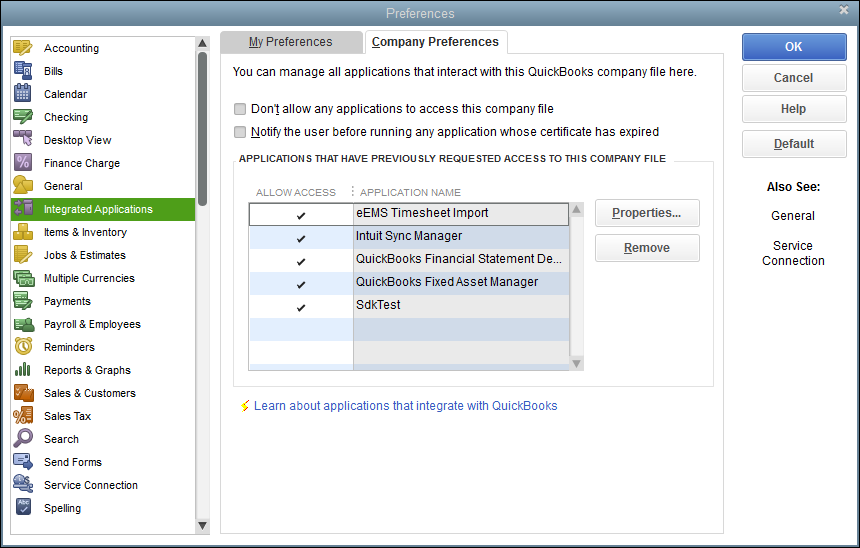 Preferences
Accounting
Bills
Calendar
Checking
Desktop View
Finance Charge
General
Integrated Applications
Items & Inventory
Jobs & Estimates
Multiple Currencies
Payments
Payroll & Employees
Reminders
Reports & Graphs
Sales & Customers
Sales Tax
Search
Send Forms
Service Connection
Spelling
My Preferences
Company Preferences
You can manage all applications that interact with this QuickBooks company file here.
Don't allow any applications to access this company file
Notify the user before running any application whose certificate has expired
APPLICATIONS THAT HAVE PREVIOUSLY REQUESTED ACCESS TO THIS COMPANY FILE
ALLOW ACCESS
APPLICATION NAME
eEMS Timesheet Import
Intuit Sync Manager
QuickBooks Financial Statement De...
QuickBooks Fixed Asset Manager
SdkTest
Properties...
Remove
Learn about applications that integrate with QuickBooks
OK
Cancel
Help
Default
Also See:
General
Service
Connection